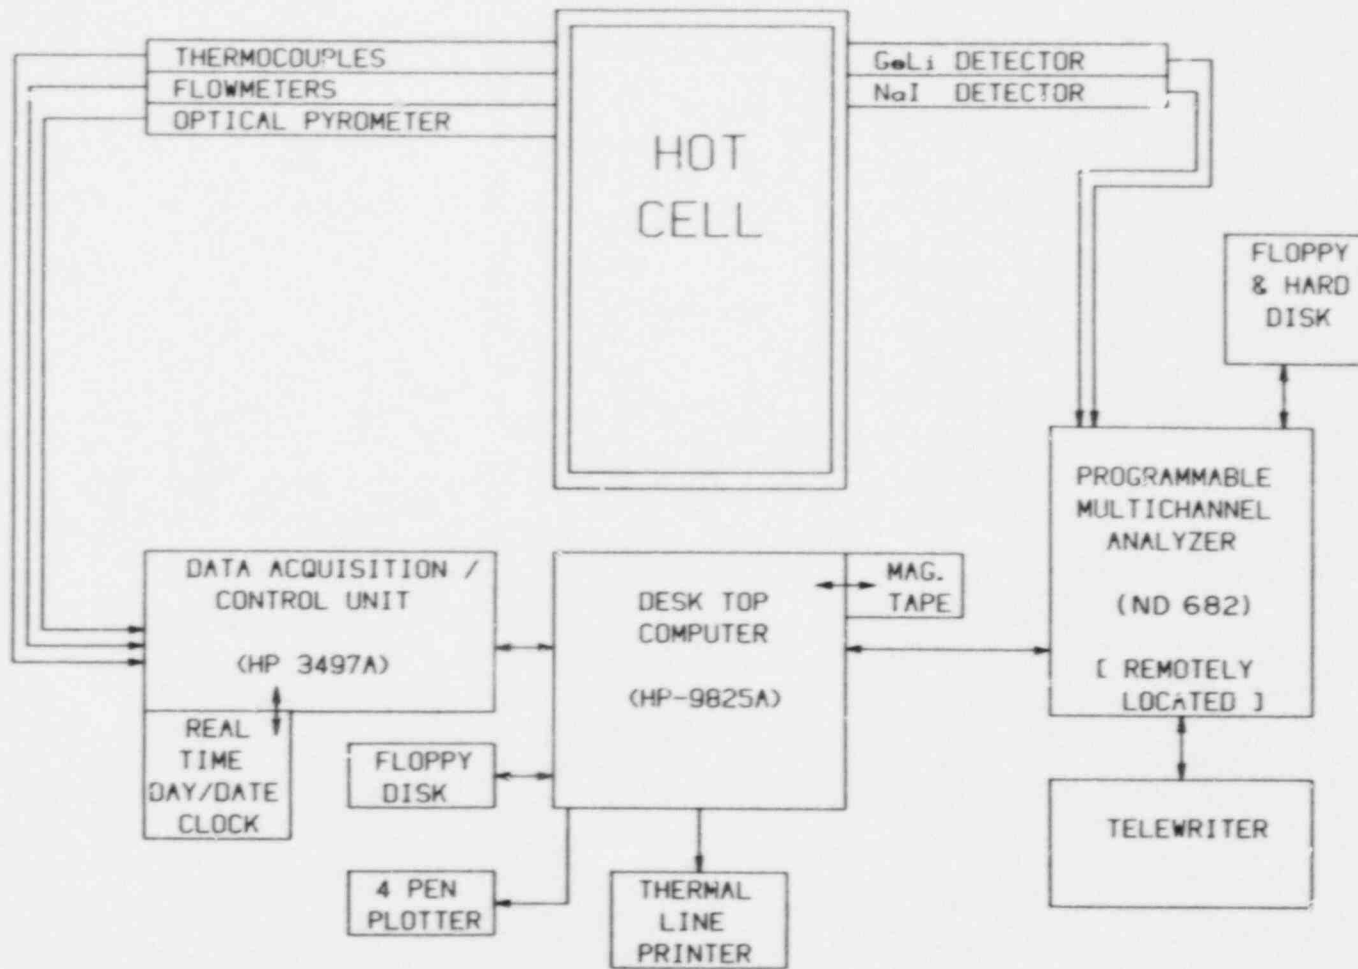 THERMOCOUPLES
FLOWMETERS
OPTICAL PYROMETER
HOT
CELL
GeLi DETECTOR
NaI DETECTOR
FLOPPY
& HARD
DISK
PROGRAMMABLE
MULTICHANNEL
ANALYZER
(ND 682)
[ REMOTELY
LOCATED ]
DATA ACQUISITION /
CONTROL UNIT
(HP 3497A)
REAL
TIME
DAY/DATE
CLOCK
DESK TOP
COMPUTER
(HP-9825A)
MAG.
TAPE
FLOPPY
DISK
4 PEN
PLOTTER
THERMAL
LINE
PRINTER
TELEWRITER